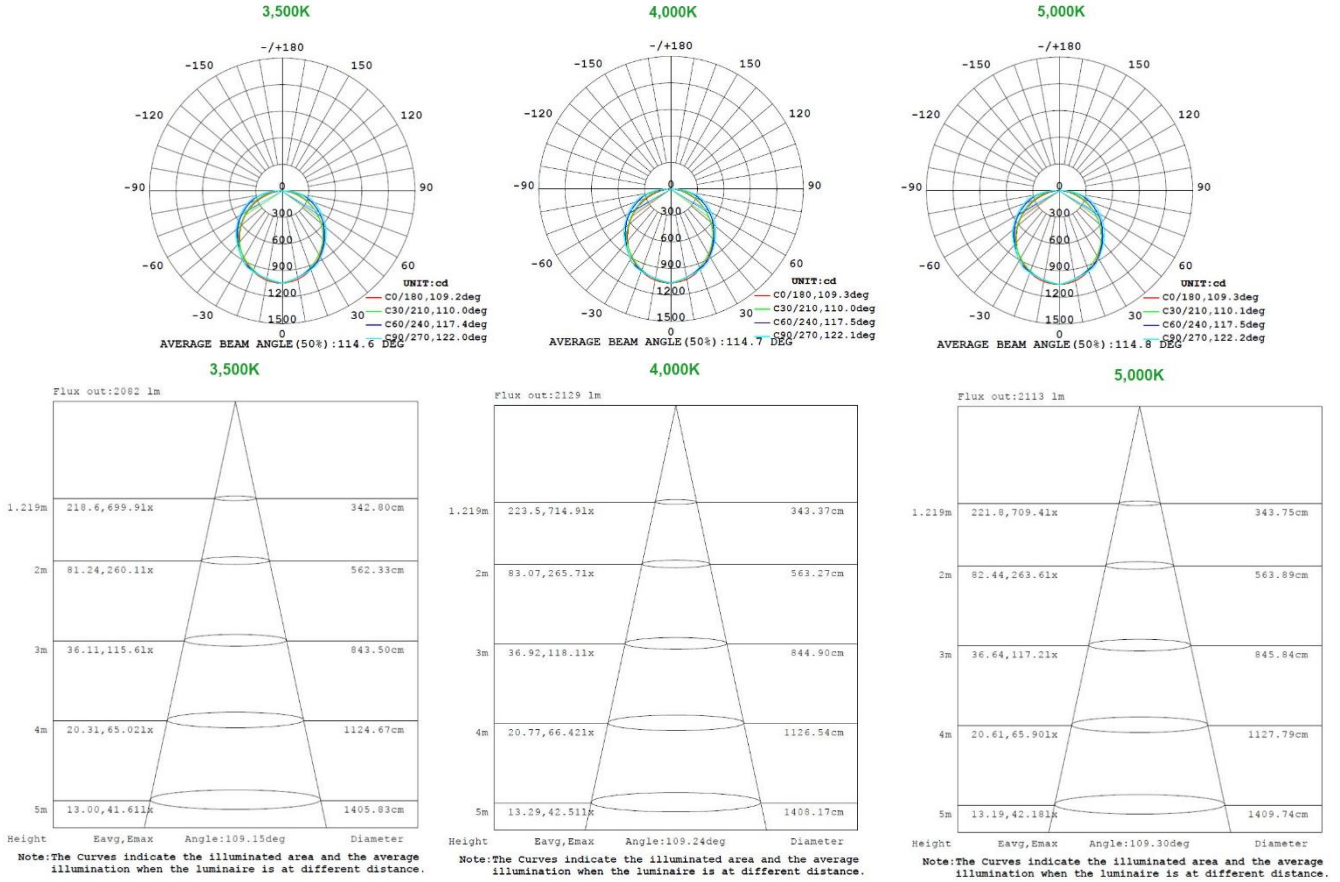 3,500K
-/+180
-150
150
-120
120
-90
90
0
300
600
900
1200
1500
-60
60
-30
30
0
UNIT:cd
C0/180,109.2deg
C30/210,110.0deg
C60/240,117.4deg
C90/270,122.0deg
AVERAGE BEAM ANGLE(50%):114.6 DEG
4,000K
-/+180
-150
150
-120
120
-90
90
0
300
600
900
1200
1500
-60
60
-30
30
0
UNIT:cd
C0/180,109.3deg
C30/210,110.0deg
C60/240,117.5deg
C90/270,122.1deg
AVERAGE BEAM ANGLE(50%):114.7 DEG
5,000K
-/+180
-150
150
-120
120
-90
90
0
300
600
900
1200
1500
-60
60
-30
30
0
UNIT:cd
C0/180,109.3deg
C30/210,110.1deg
C60/240,117.5deg
C90/270,122.2deg
AVERAGE BEAM ANGLE(50%):114.8 DEG
3,500K
Flux out:2082 lm
1.219m 218.6,699.9lx 342.80cm
2m 81.24,260.1lx 562.33cm
3m 36.11,115.6lx 843.50cm
4m 20.31,65.02lx 1124.67cm
5m 13.00,41.61lx 1405.83cm
Height Eavg,Emax Angle:109.15deg Diameter
Note:The Curves indicate the illuminated area and the average
illumination when the luminaire is at different distance.
4,000K
Flux out:2129 lm
1.219m 223.5,714.9lx 343.37cm
2m 83.07,265.7lx 563.27cm
3m 36.92,118.1lx 844.90cm
4m 20.77,66.42lx 1126.54cm
5m 13.29,42.51lx 1408.17cm
Height Eavg,Emax Angle:109.24deg Diameter
Note:The Curves indicate the illuminated area and the average
illumination when the luminaire is at different distance.
5,000K
Flux out:2113 lm
1.219m 221.8,709.4lx 343.75cm
2m 82.44,263.6lx 563.89cm
3m 36.64,117.2lx 845.84cm
4m 20.61,65.90lx 1127.79cm
5m 13.19,42.18lx 1409.74cm
Height Eavg,Emax Angle:109.30deg Diameter
Note:The Curves indicate the illuminated area and the average
illumination when the luminaire is at different distance.